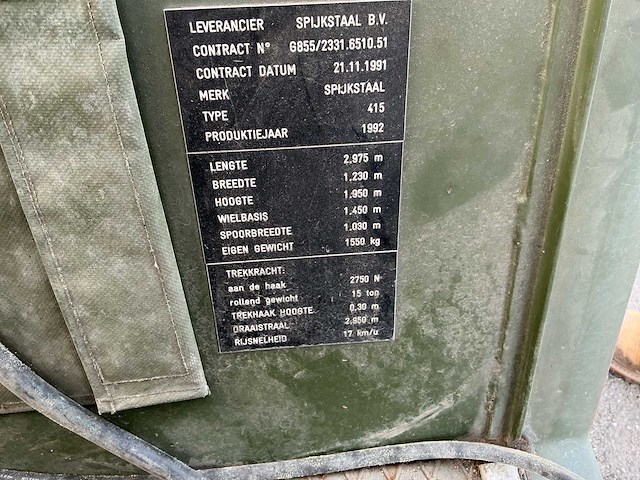 LEVERANCIER SPIJKSTAAL B.V.
CONTRACT Nº G855/2331.6510.51
CONTRACT DATUM 21.11.1991
MERK SPIJKSTAAL
TYPE 415
PRODUKTIEJAAR 1992
LENGTE 2.975 m
BREEDTE 1.230 m
HOOGTE 1.950 m
WIELBASIS 1.450 m
SPOORBREEDTE 1.030 m
EIGEN GEWICHT 1550 kg
TREKKRACHT:
aan de haak 2750 N
rollend gewicht 15 ton
TREKHAAK HOOGTE 0,30 m
DRAAISTRAAL 2.850 m
RIJSNELHEID 17 km/u